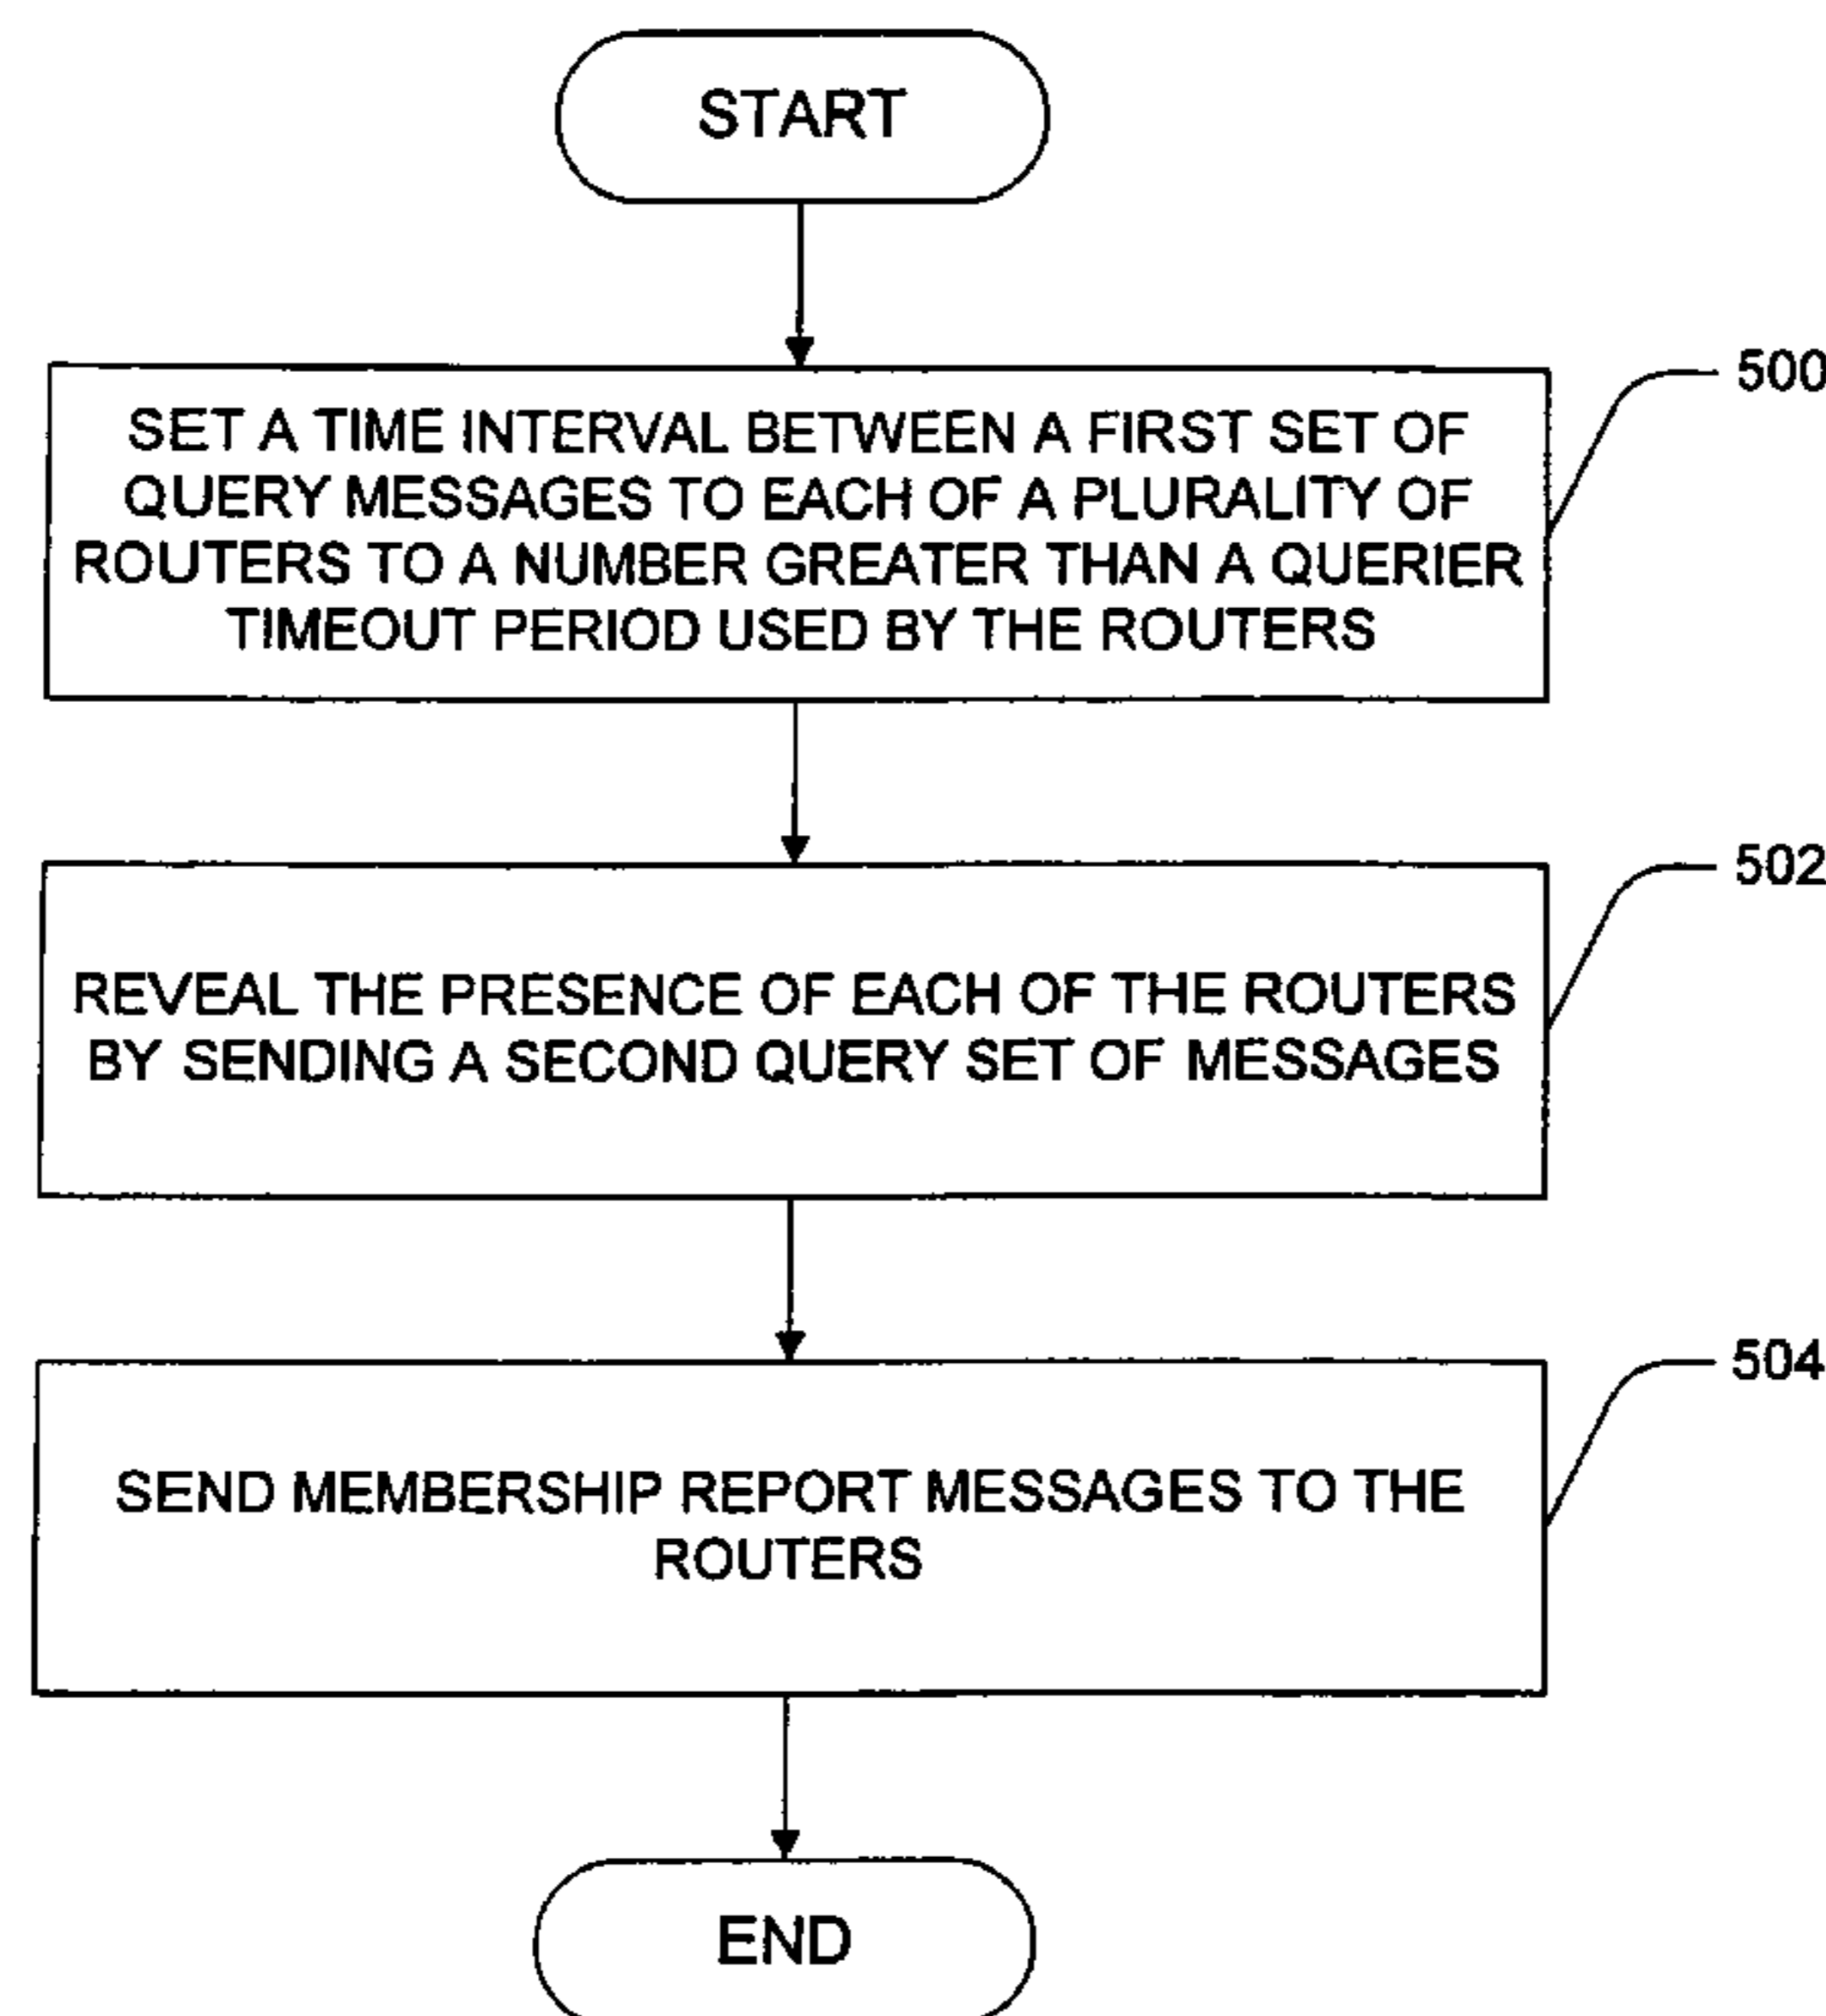 START
500
SET A TIME INTERVAL BETWEEN A FIRST SET OF
QUERY MESSAGES TO EACH OF A PLURALITY OF
ROUTERS TO A NUMBER GREATER THAN A QUERIER
TIMEOUT PERIOD USED BY THE ROUTERS
502
REVEAL THE PRESENCE OF EACH OF THE ROUTERS
BY SENDING A SECOND QUERY SET OF MESSAGES
504
SEND MEMBERSHIP REPORT MESSAGES TO THE
ROUTERS
END